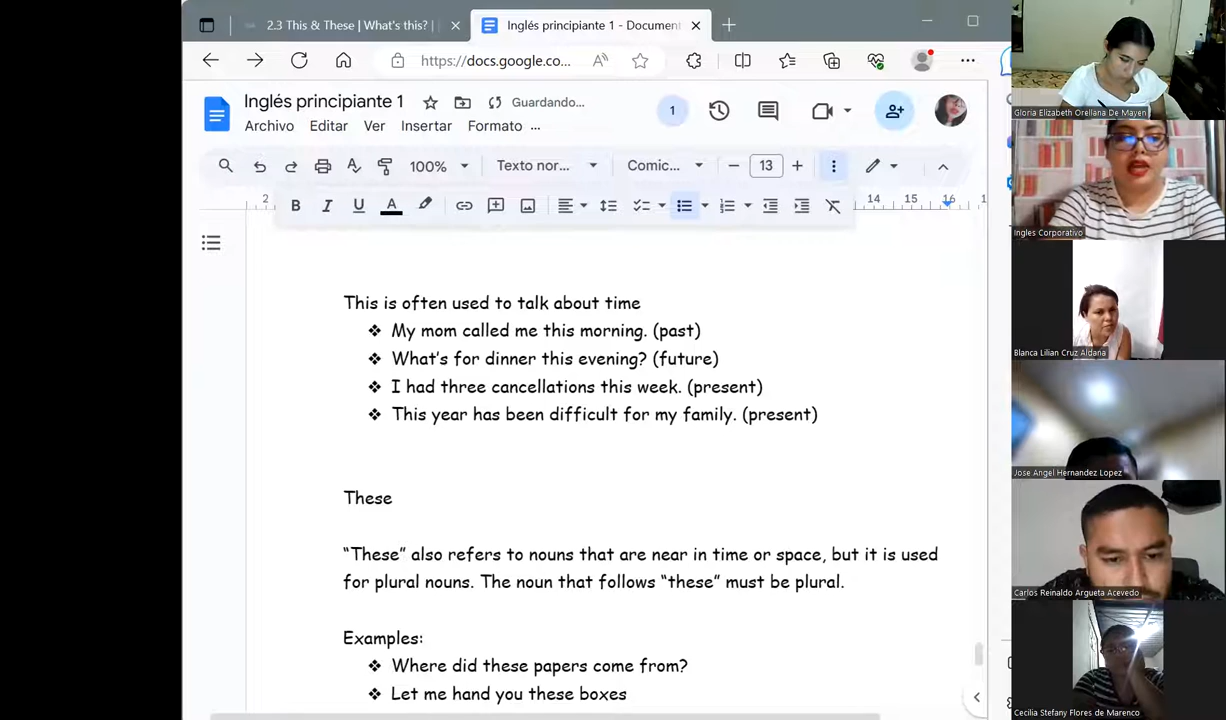 2.3 This & These | What's this? |
Inglés principiante 1 - Document
https://docs.google.co...
Inglés principiante 1
Guardando...
1
Archivo Editar Ver Insertar Formato ...
100% Texto nor... Comic... 13
2 14 15 16 1
This is often used to talk about time
❖ My mom called me this morning. (past)
❖ What's for dinner this evening? (future)
❖ I had three cancellations this week. (present)
❖ This year has been difficult for my family. (present)
These
“These” also refers to nouns that are near in time or space, but it is used
for plural nouns. The noun that follows “these” must be plural.
Examples:
❖ Where did these papers come from?
❖ Let me hand you these boxes
Gloria Elizabeth Orellana De Mayen
Ingles Corporativo
Blanca Lilian Cruz Aldana
Jose Angel Hernandez Lopez
Carlos Reinaldo Argueta Acevedo
Cecilia Stefany Flores de Marenco